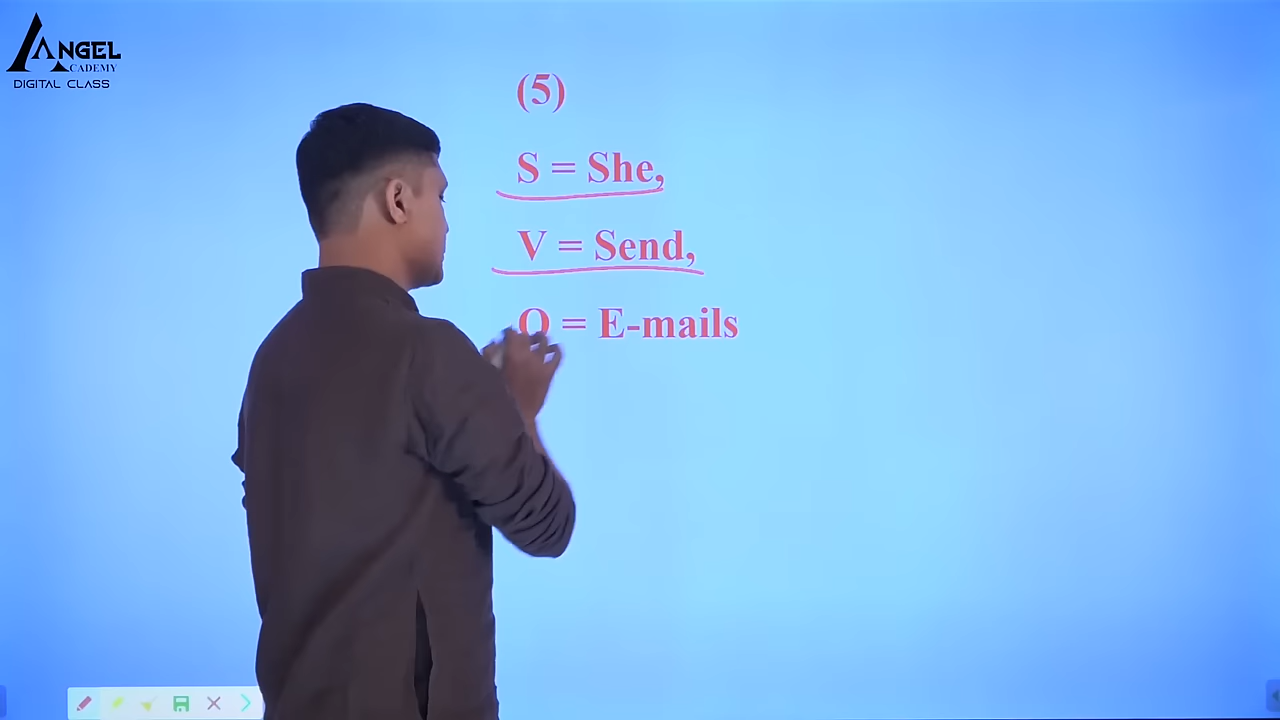 ANGEL
ACADEMY
DIGITAL CLASS
(5)
S = She,
V = Send,
O = E-mails